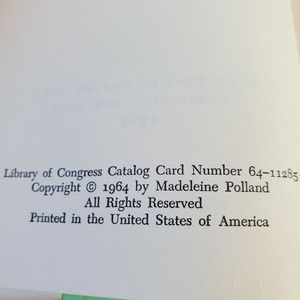 Library of Congress Catalog Card Number 64-11285
Copyright © 1964 by Madeleine Polland
All Rights Reserved
Printed in the United States of America